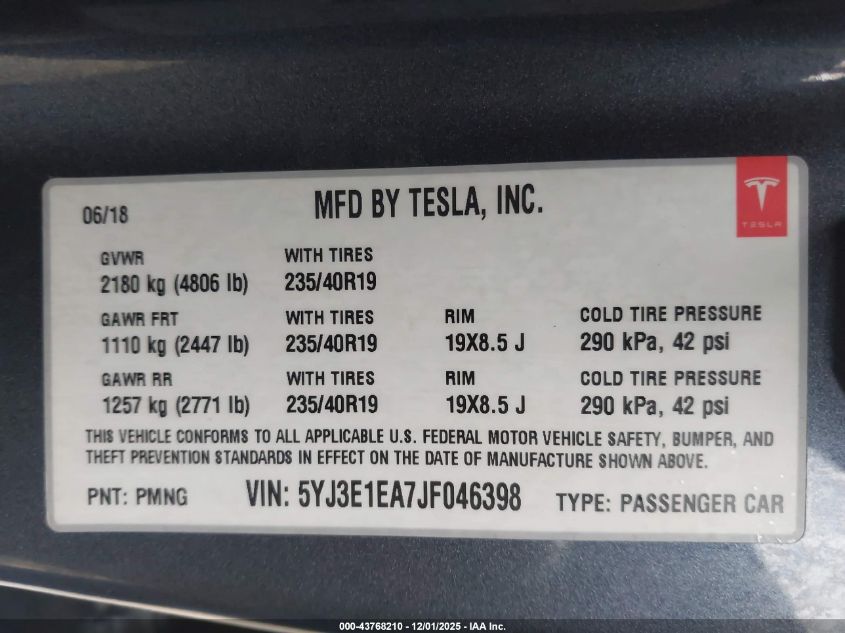 06/18
MFD BY TESLA, INC.
TESLA
GVWR WITH TIRES
2180 kg (4806 lb) 235/40R19
GAWR FRT WITH TIRES RIM COLD TIRE PRESSURE
1110 kg (2447 lb) 235/40R19 19X8.5 J 290 kPa, 42 psi
GAWR RR WITH TIRES RIM COLD TIRE PRESSURE
1257 kg (2771 lb) 235/40R19 19X8.5 J 290 kPa, 42 psi
THIS VEHICLE CONFORMS TO ALL APPLICABLE U.S. FEDERAL MOTOR VEHICLE SAFETY, BUMPER, AND
THEFT PREVENTION STANDARDS IN EFFECT ON THE DATE OF MANUFACTURE SHOWN ABOVE.
PNT: PMNG VIN: 5YJ3E1EA7JF046398 TYPE: PASSENGER CAR
000-43768210 - 12/01/2025 - IAA Inc.